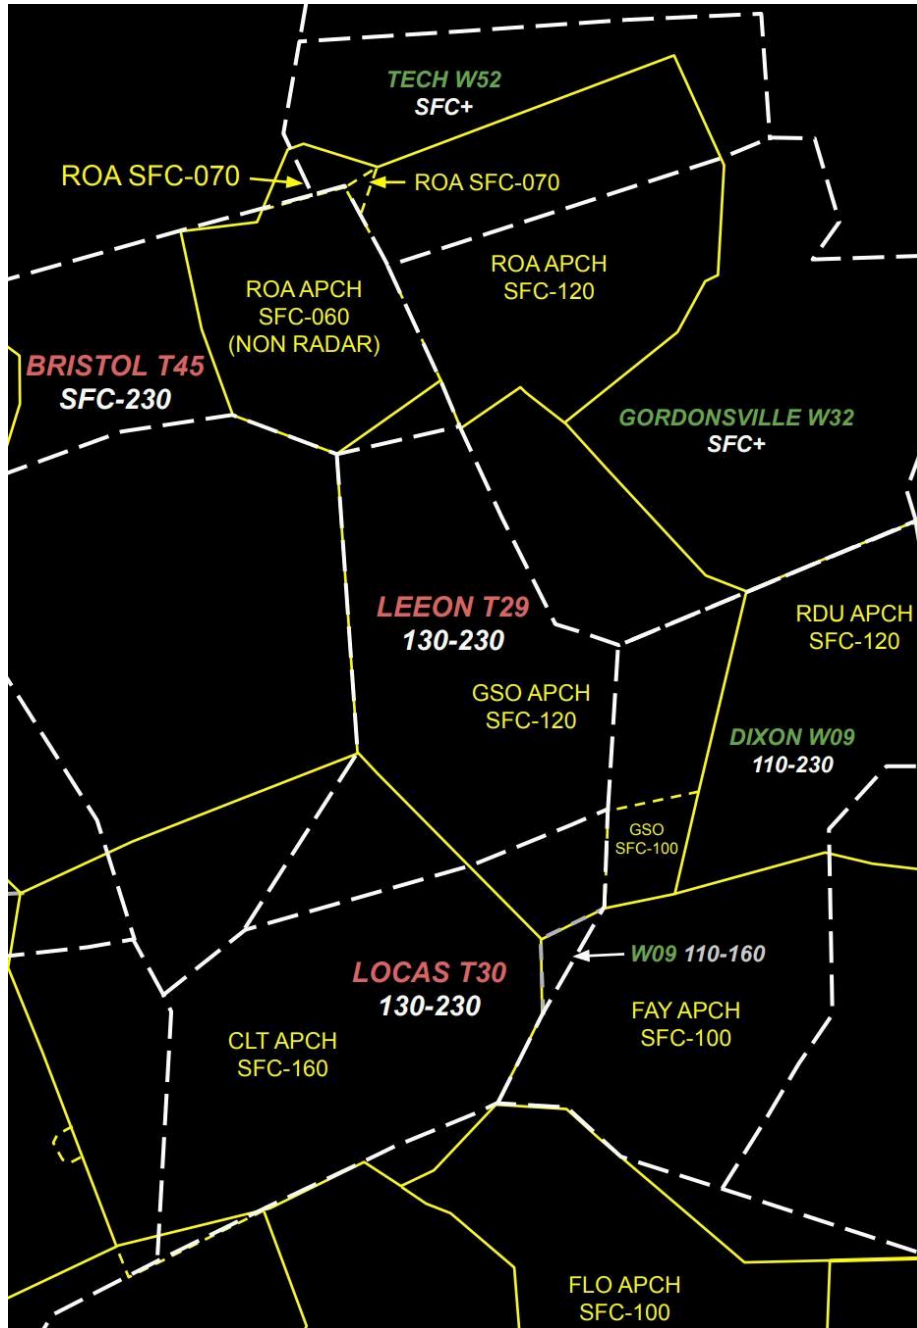 TECH W52
SFC+
ROA SFC-070
ROA SFC-070
ROA APCH
SFC-120
ROA APCH
SFC-060
(NON RADAR)
BRISTOL T45
SFC-230
GORDONSVILLE W32
SFC+
LEEON T29
130-230
RDU APCH
SFC-120
GSO APCH
SFC-120
DIXON W09
110-230
GSO
SFC-100
W09 110-160
LOCAS T30
130-230
FAY APCH
SFC-100
CLT APCH
SFC-160
FLO APCH
SFC-100